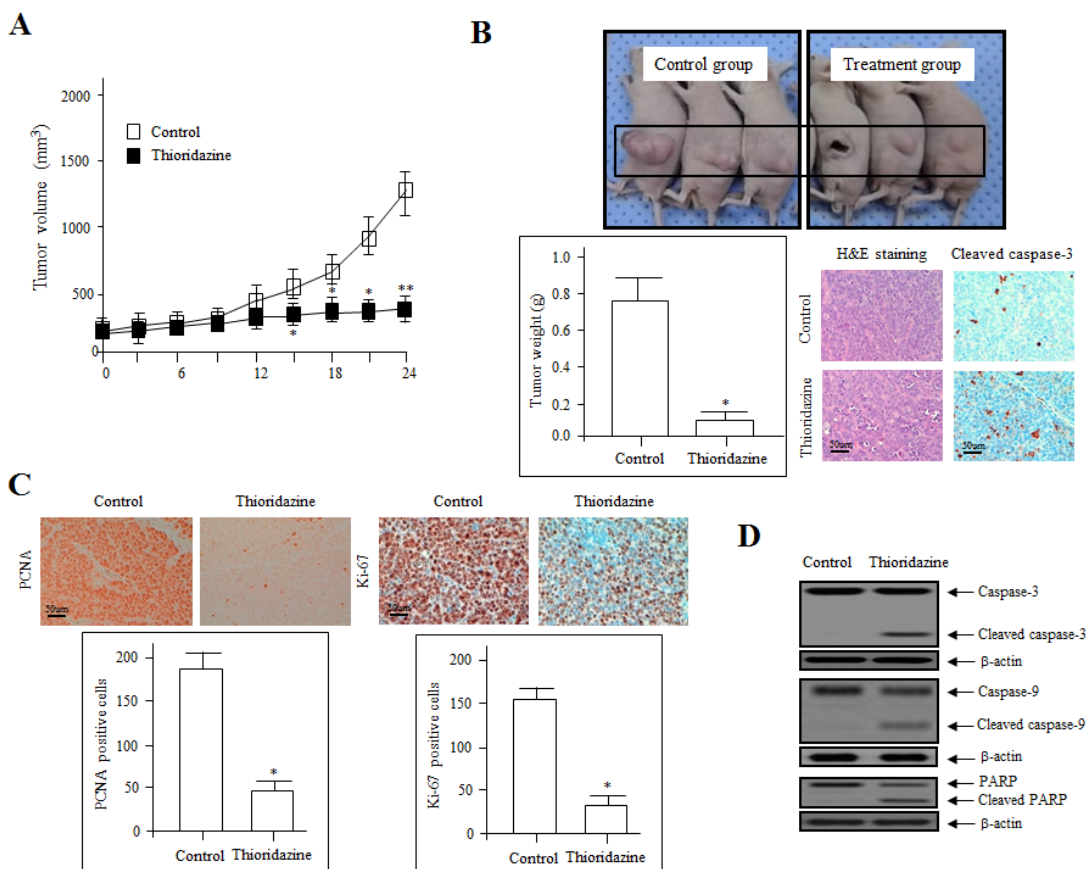 A
Tumor volume (mm³)
2000
1500
1000
500
0
Control
Thioridazine
* * **
*
0 6 12 18 24
B
Control group Treatment group
Tumor weight (g)
1.0
0.8
0.6
0.4
0.2
0.0
*
Control Thioridazine
H&E staining Cleaved caspase-3
Control
Thioridazine
50um 50um
C
Control Thioridazine Control Thioridazine
PCNA
50um
Ki-67
50um
PCNA positive cells
200
150
100
50
0
*
Control Thioridazine
Ki-67 positive cells
200
150
100
50
0
*
Control Thioridazine
D
Control Thioridazine
Caspase-3
Cleaved caspase-3
β-actin
Caspase-9
Cleaved caspase-9
β-actin
PARP
Cleaved PARP
β-actin